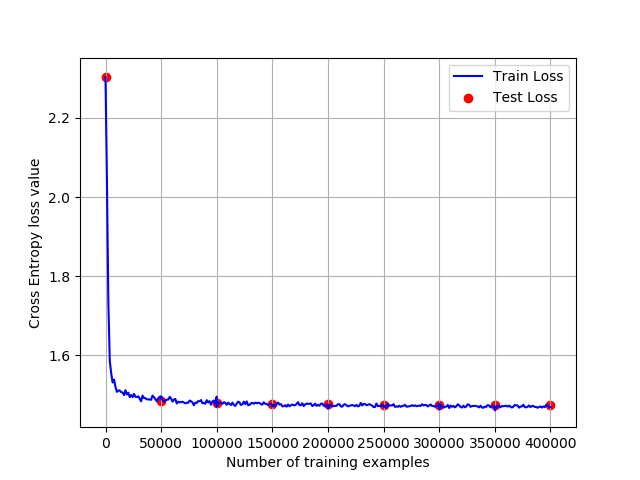 Train Loss
Test Loss
Cross Entropy loss value
2.2
2.0
1.8
1.6
0 50000 100000 150000 200000 250000 300000 350000 400000
Number of training examples